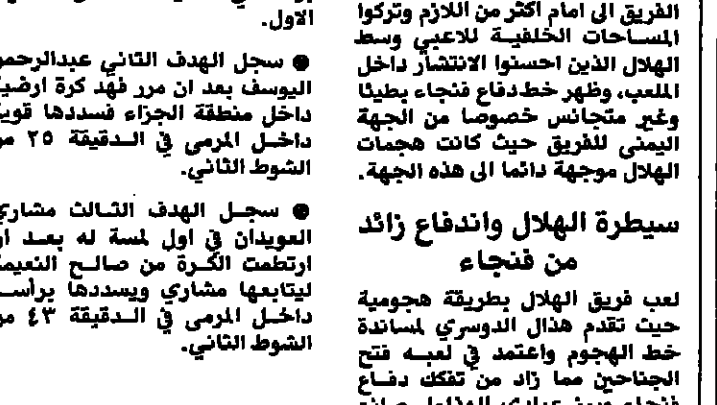 الفريق الى امام اكثر من اللازم وتركوا
المساحات الخلفية للاعبي وسط
الهلال الذين احسنوا الانتشار داخل
الملعب، وظهر خط دفاع فنجاء بطيئا
وغير متجانس خصوصا من الجهة
اليمنى للفريق حيث كانت هجمات
الهلال موجهة دائما الى هذه الجهة.
سيطرة الهلال واندفاع زائد
من فنجاء
لعب فريق الهلال بطريقة هجومية
حيث تقدم هذال الدوسري لمساندة
خط الهجوم واعتمد في لعبه فتح
الجناحين مما زاد من تفكك دفاع
الاول.
● سجل الهدف الثاني عبدالرحمن
اليوسف بعد ان مرر فهد كرة ارضية
داخل منطقة الجزاء فسددها قوية
داخل المرمى في الدقيقة ٢٥ من
الشوط الثاني.
● سجل الهدف الثالث مشاري
العويدان في اول لمسة له بعد ان
ارتطمت الكرة من صالح النعيمة
ليتابعها مشاري ويسددها برأسه
داخل المرمى في الدقيقة ٤٣ من
الشوط الثاني.